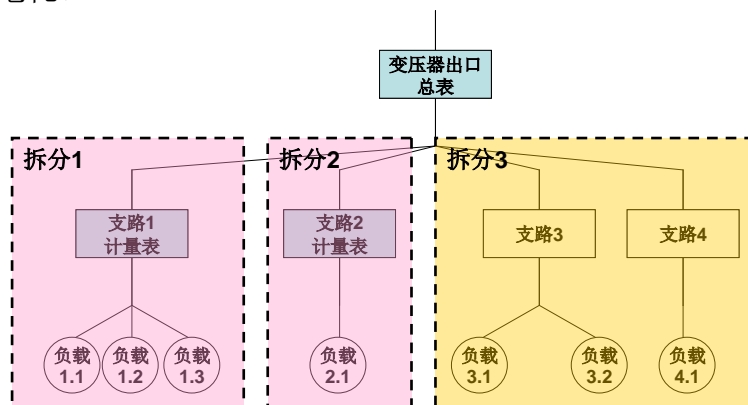 变压器出口
总表
拆分1
拆分2
拆分3
支路1
计量表
支路2
计量表
支路3
支路4
负载
1.1
负载
1.2
负载
1.3
负载
2.1
负载
3.1
负载
3.2
负载
4.1